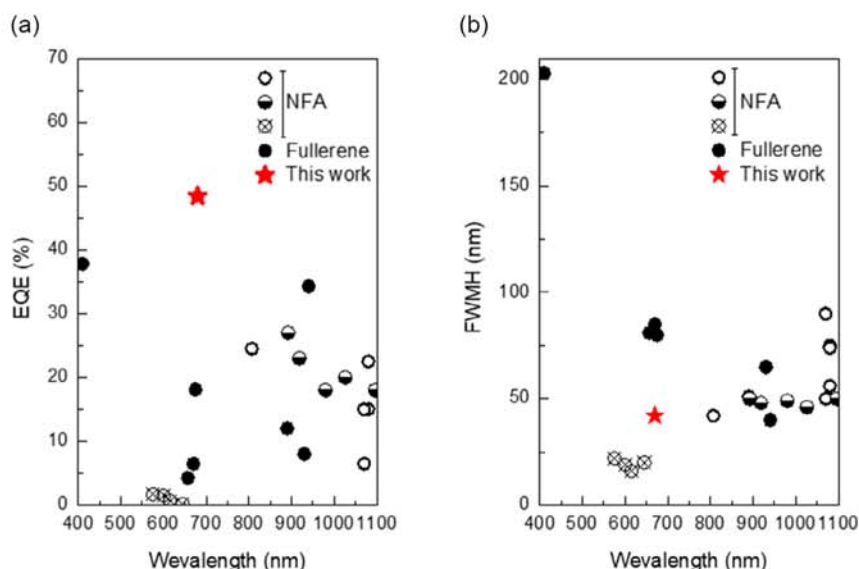 (a)
70
60
50
40
30
20
10
0
EQE (%)
400 500 600 700 800 900 1000 1100
Wevalength (nm)
NFA
Fullerene
This work
(b)
200
150
100
50
0
FWMH (nm)
400 500 600 700 800 900 1000 1100
Wevalength (nm)
NFA
Fullerene
This work